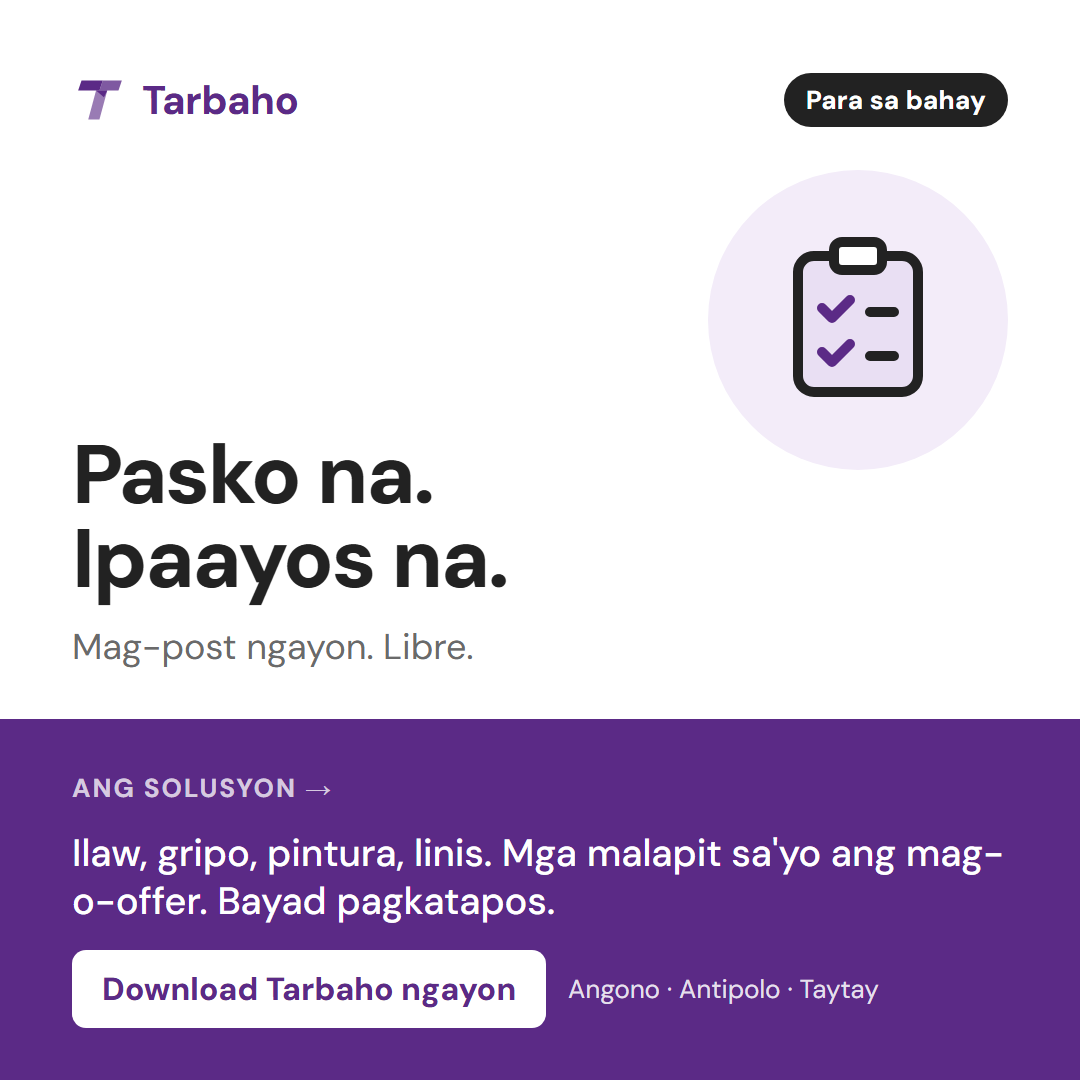 Tarbaho
Para sa bahay
Pasko na.
Ipaayos na.
Mag-post ngayon. Libre.
ANG SOLUSYON →
Ilaw, gripo, pintura, linis. Mga malapit sa'yo ang mag-
o-offer. Bayad pagkatapos.
Download Tarbaho ngayon
Angono · Antipolo · Taytay